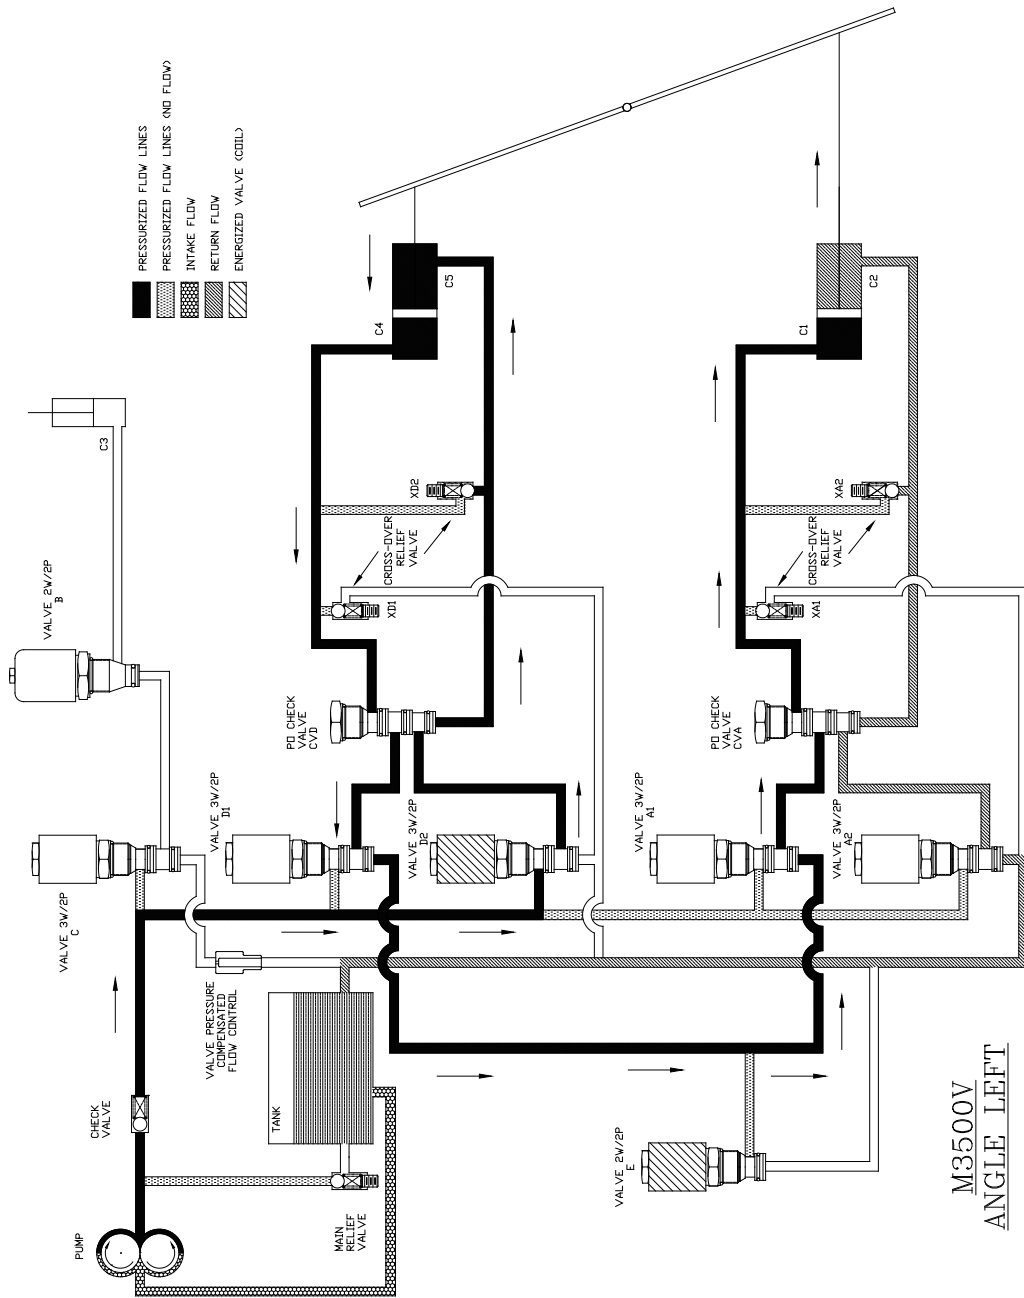 PRESSURIZED FLOW LINES
PRESSURIZED FLOW LINES (NO FLOW)
INTAKE FLOW
RETURN FLOW
ENERGIZED VALVE (COIL)
VALVE 2W/2P
B
C3
VALVE 3W/2P
C
VALVE 3W/2P
D1
VALVE 3W/2P
D2
PO CHECK
VALVE
CVD
XD1
CROSS-OVER
RELIEF
VALVE
XD2
C4
C5
VALVE 3W/2P
A1
VALVE 3W/2P
A2
PO CHECK
VALVE
CVA
XA1
CROSS-OVER
RELIEF
VALVE
XA2
C1
C2
PUMP
CHECK
VALVE
VALVE PRESSURE
COMPENSATED
FLOW CONTROL
TANK
MAIN
RELIEF
VALVE
VALVE 2W/2P
E
M3500V
ANGLE LEFT